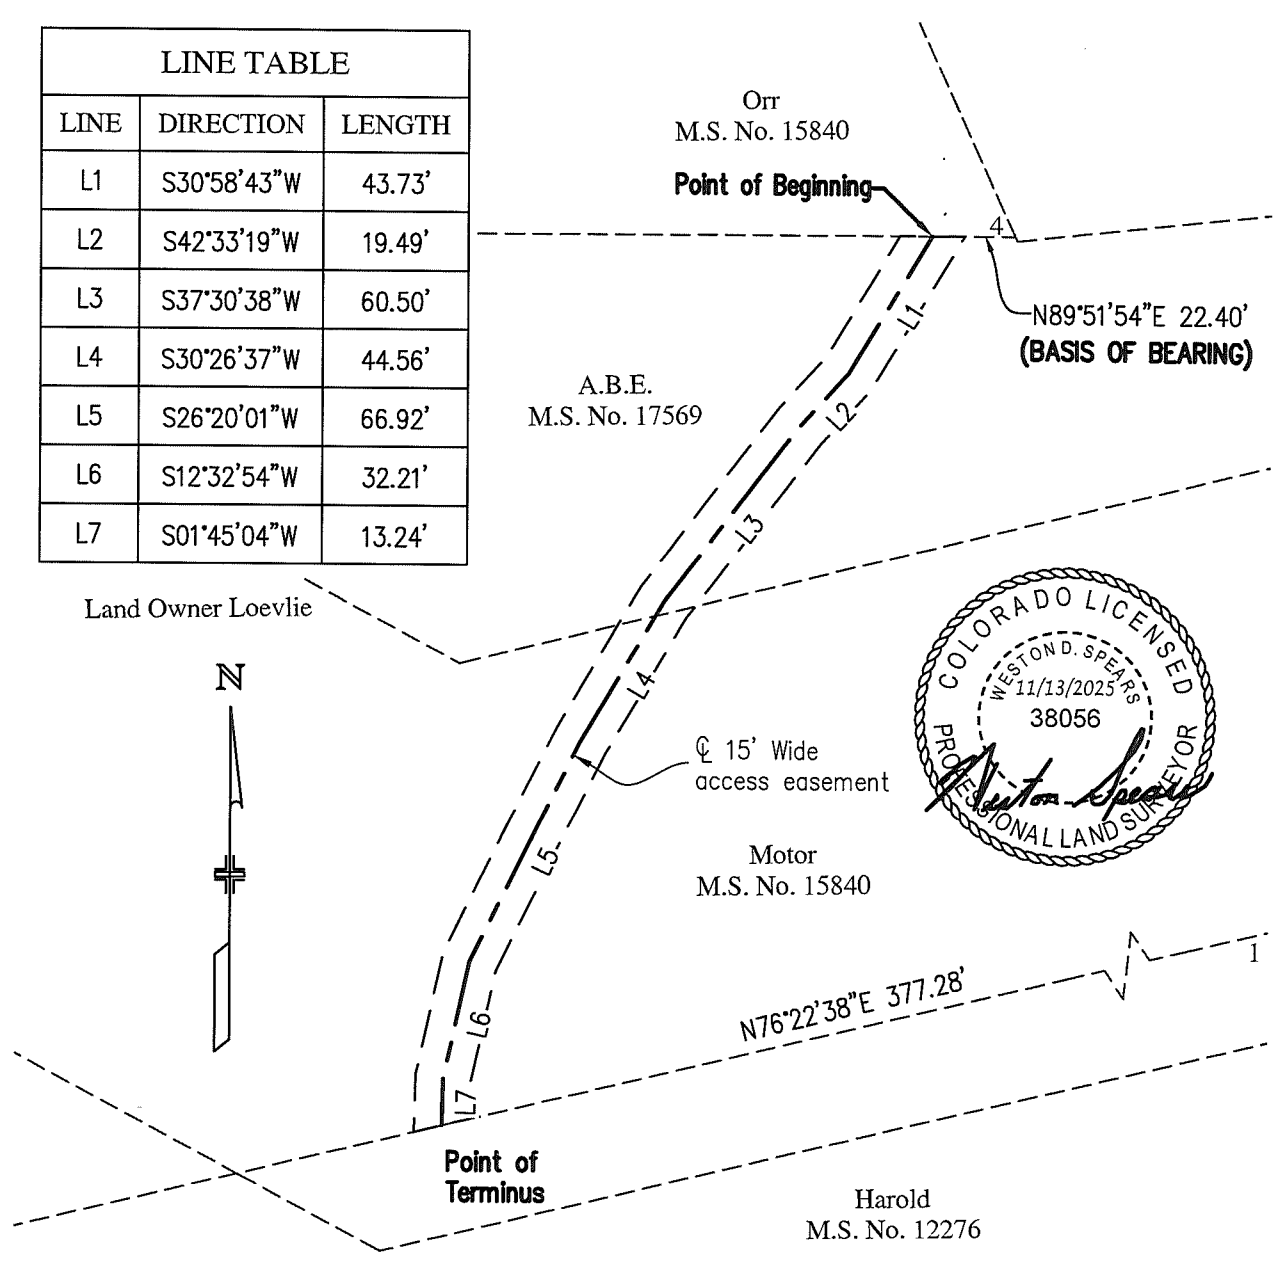 LINE TABLE
LINE DIRECTION LENGTH
L1 S30°58'43"W 43.73'
L2 S42°33'19"W 19.49'
L3 S37°30'38"W 60.50'
L4 S30°26'37"W 44.56'
L5 S26°20'01"W 66.92'
L6 S12°32'54"W 32.21'
L7 S01°45'04"W 13.24'
Orr
M.S. No. 15840
Point of Beginning
4
N89°51'54"E 22.40'
(BASIS OF BEARING)
L1
A.B.E.
M.S. No. 17569
L2
L3
Land Owner Loevlie
N
L4
℄ 15' Wide
access easement
COLORADO LICENSED
WESTON D. SPEARS
11/13/2025
38056
PROFESSIONAL LAND SURVEYOR
Weston Spears
L5
Motor
M.S. No. 15840
1
N76°22'38"E 377.28'
L6
L7
Point of
Terminus
Harold
M.S. No. 12276